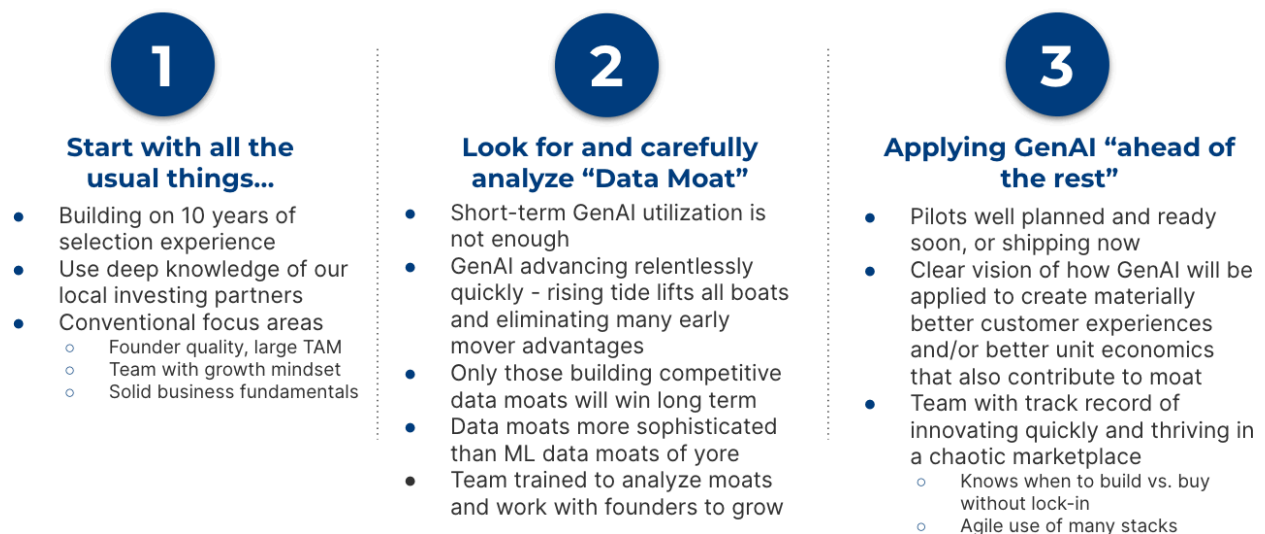 1
Start with all the
usual things...
● Building on 10 years of
selection experience
● Use deep knowledge of our
local investing partners
● Conventional focus areas
○ Founder quality, large TAM
○ Team with growth mindset
○ Solid business fundamentals
2
Look for and carefully
analyze “Data Moat”
● Short-term GenAI utilization is
not enough
● GenAI advancing relentlessly
quickly - rising tide lifts all boats
and eliminating many early
mover advantages
● Only those building competitive
data moats will win long term
● Data moats more sophisticated
than ML data moats of yore
● Team trained to analyze moats
and work with founders to grow
3
Applying GenAI “ahead of
the rest”
● Pilots well planned and ready
soon, or shipping now
● Clear vision of how GenAI will be
applied to create materially
better customer experiences
and/or better unit economics
that also contribute to moat
● Team with track record of
innovating quickly and thriving in
a chaotic marketplace
○ Knows when to build vs. buy
without lock-in
○ Agile use of many stacks